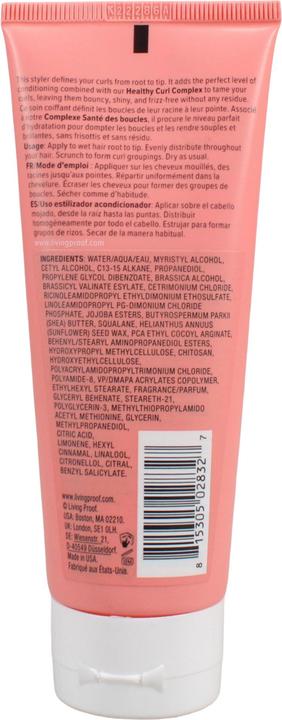 K22286A
This styler defines your curls from root to tip. It adds the perfect level of
conditioning combined with our Healthy Curl Complex to tame your
curls, leaving them bouncy, shiny, and frizz-free without any residue.
Ce soin coiffant définit les boucles de leur racine à leur pointe. Associé
à notre Complexe Santé des boucles, il procure le niveau parfait
d'hydratation pour dompter les boucles et les rendre souples et
brillantes, sans frisottis et sans résidu.
Usage: Apply to wet hair root to tip. Evenly distribute throughout
your hair. Scrunch to form curl groupings. Dry as usual.
FR/Mode d'emploi : Appliquer sur les cheveux mouillés, des
racines jusqu'aux pointes. Répartir uniformément dans la
chevelure. Écraser les cheveux pour former des groupes de
boucles. Sécher comme d'habitude.
ES/Uso estilizador acondicionador: Aplicar sobre el cabello
mojado, desde la raíz hasta las puntas. Distribuir
homogéneamente por todo el cabello. Estrujar para formar
grupos de rizos. Secar de la manera habitual.
www.livingproof.com
INGREDIENTS: WATER/AQUA/EAU, MYRISTYL ALCOHOL,
CETYL ALCOHOL, C13-15 ALKANE, PROPANEDIOL,
PROPYLENE GLYCOL DIBENZOATE, BRASSICA ALCOHOL,
BRASSICYL VALINATE ESYLATE, CETRIMONIUM CHLORIDE,
RICINOLEAMIDOPROPYL ETHYLDIMONIUM ETHOSULFATE,
LINOLEAMIDOPROPYL PG-DIMONIUM CHLORIDE
PHOSPHATE, JOJOBA ESTERS, BUTYROSPERMUM PARKII
(SHEA) BUTTER, SQUALANE, HELIANTHUS ANNUUS
(SUNFLOWER) SEED WAX, PCA ETHYL COCOYL ARGINATE,
BEHENYL/STEARYL AMINOPROPANEDIOL ESTERS,
HYDROXYPROPYL METHYLCELLULOSE, CHITOSAN,
HYDROXYETHYLCELLULOSE,
POLYACRYLAMIDOPROPYLTRIMONIUM CHLORIDE,
POLYAMIDE-8, VP/DMAPA ACRYLATES COPOLYMER,
ETHYLHEXYL STEARATE, FRAGRANCE/PARFUM,
GLYCERYL BEHENATE, STEARETH-21,
POLYGLYCERIN-3, METHYLTHIOPROPYLAMIDO
ACETYL METHIONINE, GLYCERIN,
METHYLPROPANEDIOL,
CITRIC ACID,
LIMONENE, HEXYL
CINNAMAL, LINALOOL,
CITRONELLOL, CITRAL,
BENZYL SALICYLATE.
www.livingproof.com
© Living Proof.
USA: Boston, MA 02210.
UK: London, SE1 0LH.
DE: Wiesenstr. 21,
D-40549 Düsseldorf.
Made in USA.
Fabriqué aux États-Unis.
8 15305 02832 7